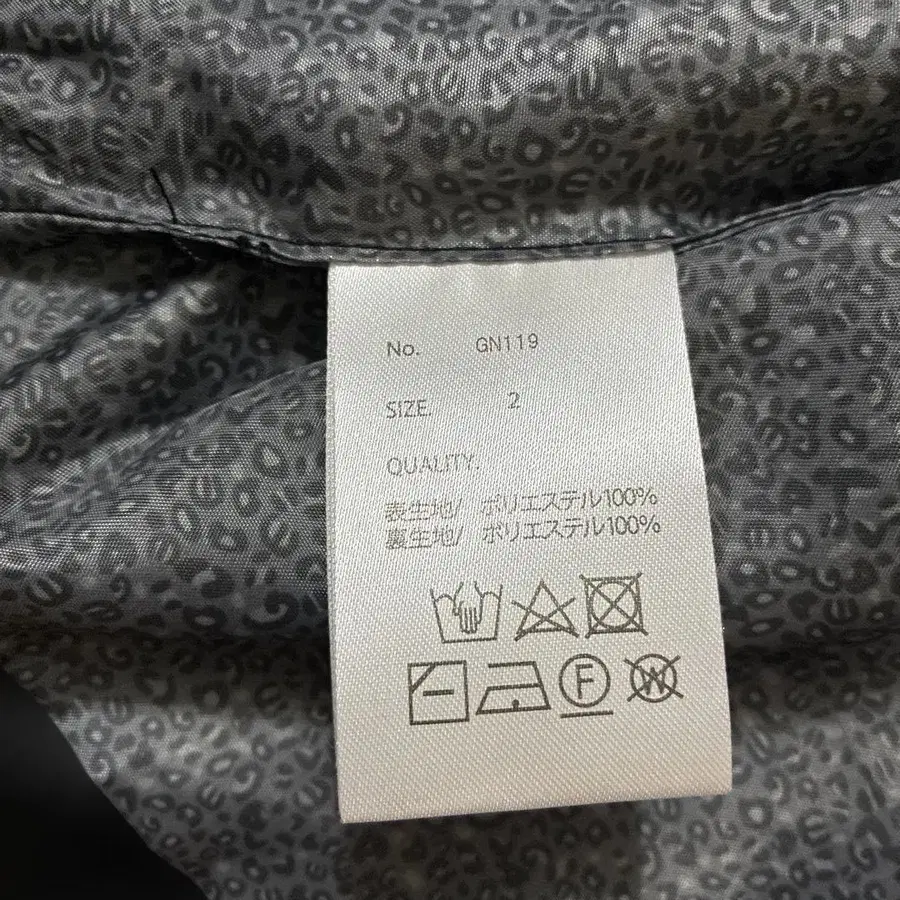 No. GN119
SIZE. 2
QUALITY.
表生地/ ポリエステル100%
裏生地/ ポリエステル100%
F
W